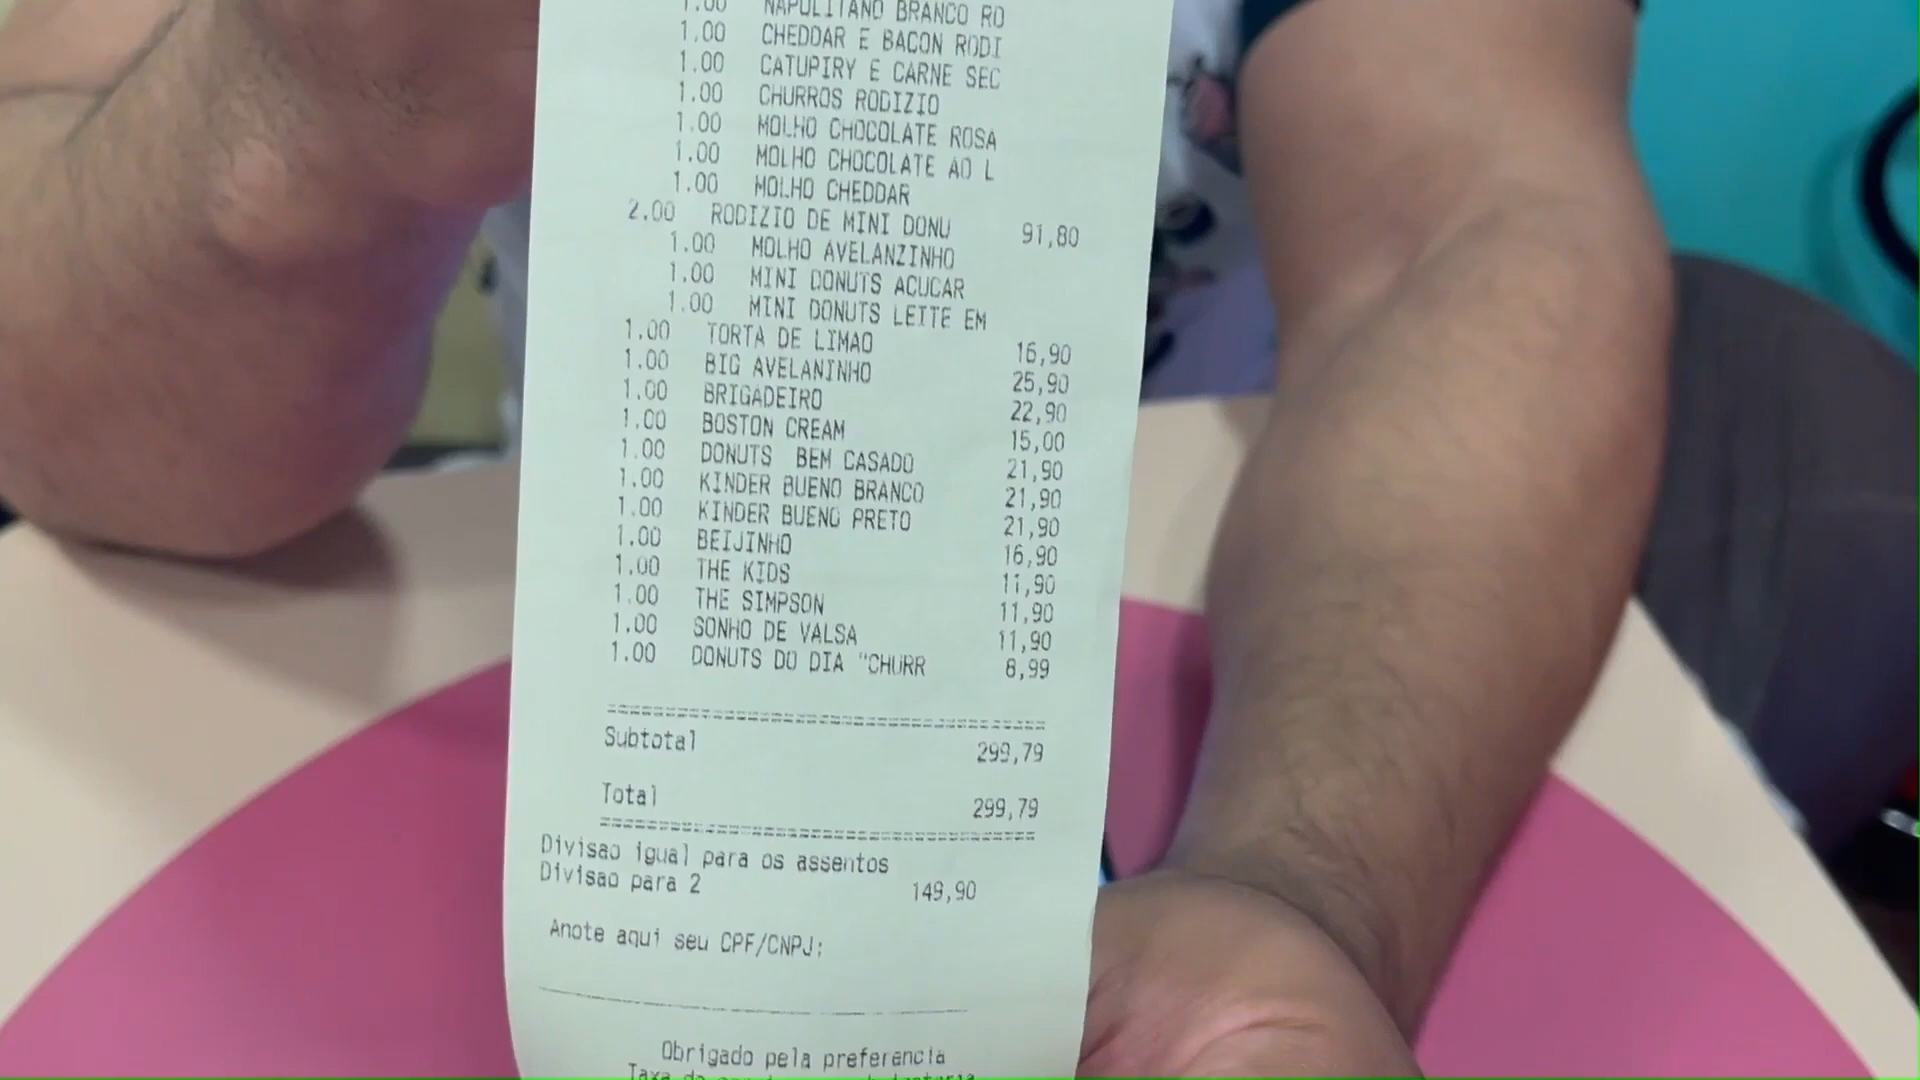 1.00 NAPOLITANO BRANCO RO
1.00 CHEDDAR E BACON RODI
1.00 CATUPIRY E CARNE SEC
1.00 CHURROS RODIZIO
1.00 MOLHO CHOCOLATE ROSA
1.00 MOLHO CHOCOLATE AO L
1.00 MOLHO CHEDDAR
2.00 RODIZIO DE MINI DONU 91,80
1.00 MOLHO AVELANZINHO
1.00 MINI DONUTS ACUCAR
1.00 MINI DONUTS LEITE EM
1.00 TORTA DE LIMAO 16,90
1.00 BIG AVELANINHO 25,90
1.00 BRIGADEIRO 22,90
1.00 BOSTON CREAM 15,00
1.00 DONUTS BEM CASADO 21,90
1.00 KINDER BUENO BRANCO 21,90
1.00 KINDER BUENO PRETO 21,90
1.00 BEIJINHO 16,90
1.00 THE KIDS 11,90
1.00 THE SIMPSON 11,90
1.00 SONHO DE VALSA 11,90
1.00 DONUTS DO DIA "CHURR 8,99
Subtotal 299,79
Total 299,79
Divisao igual para os assentos
Divisao para 2 149,90
Anote aqui seu CPF/CNPJ:
Obrigado pela preferencia
Taxa de